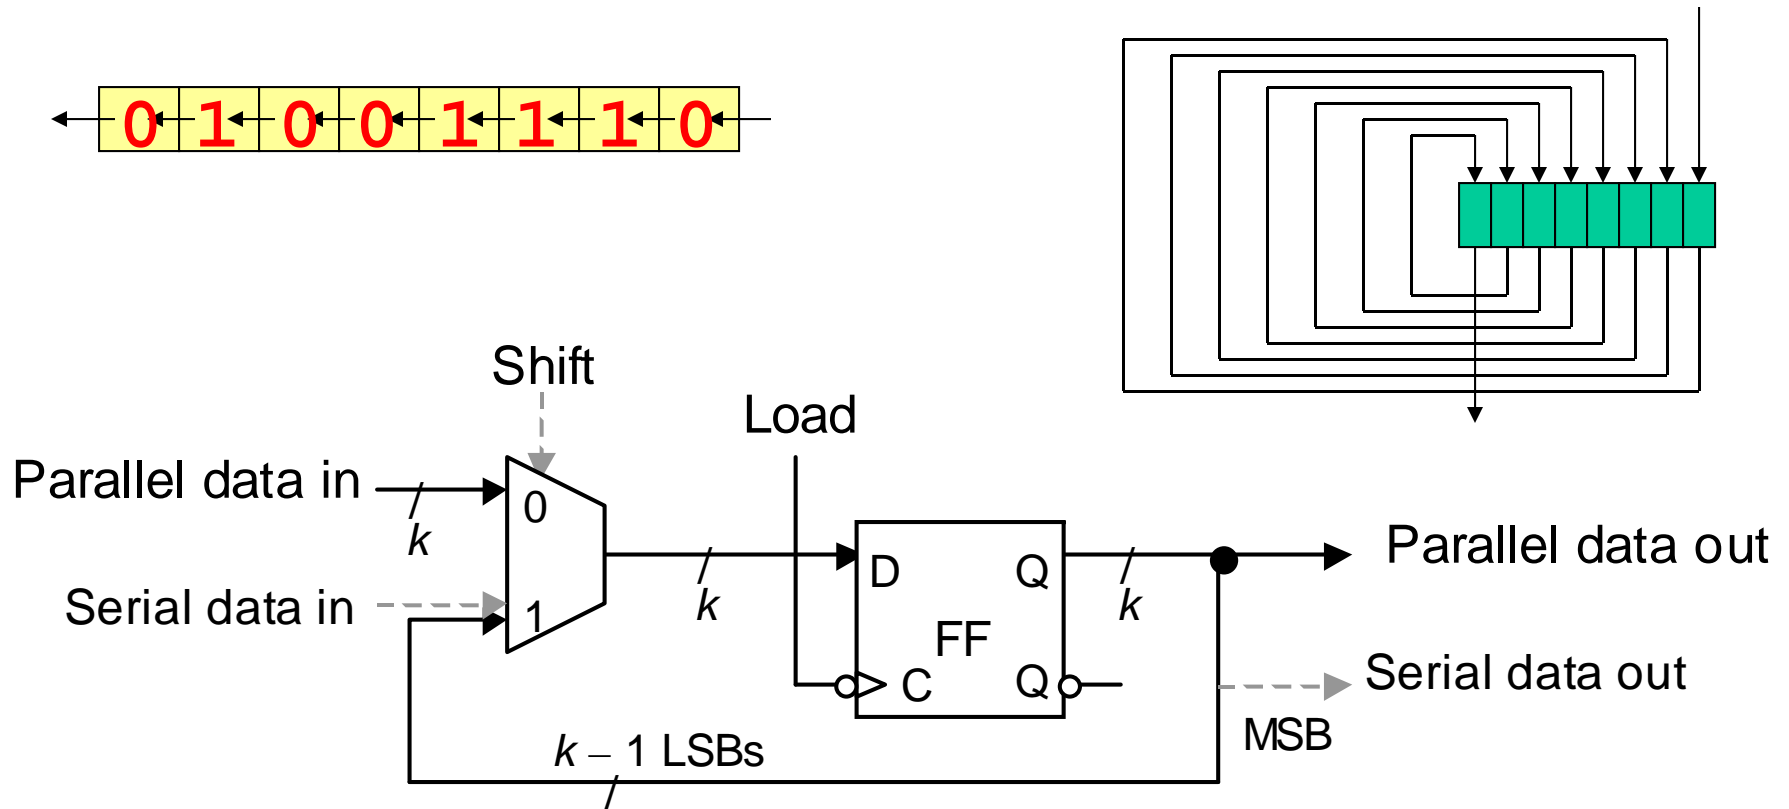 0 1 0 0 1 1 1 0
Shift
Load
Parallel data in
0
k
k
D
Q
k
Parallel data out
Serial data in
1
FF
C
Q
Serial data out
MSB
k – 1 LSBs